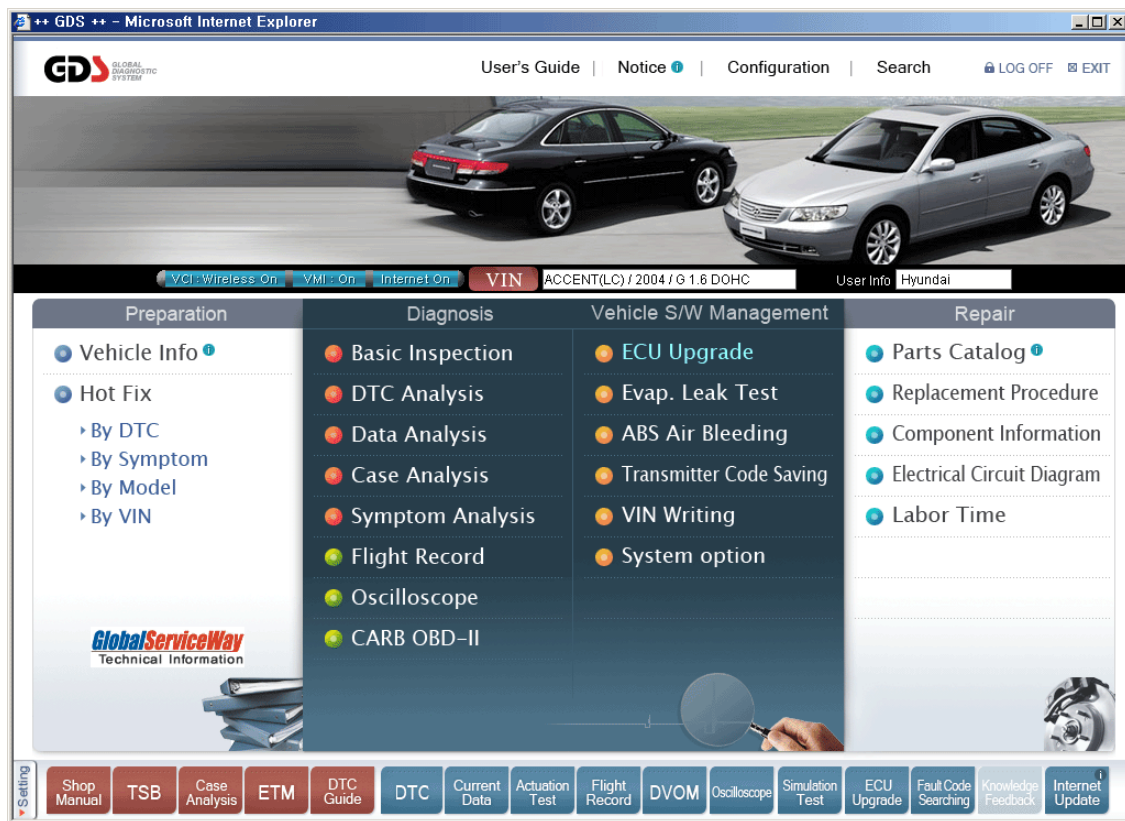 ++ GDS ++ - Microsoft Internet Explorer
GDS GLOBAL DIAGNOSTIC SYSTEM
User's Guide | Notice i | Configuration | Search LOG OFF EXIT
VCI : Wireless On VMI : On Internet On VIN ACCENT(LC) / 2004 / G 1.6 DOHC User Info Hyundai
Preparation
Vehicle Info i
Hot Fix
By DTC
By Symptom
By Model
By VIN
GlobalServiceWay
Technical Information
Diagnosis
Basic Inspection
DTC Analysis
Data Analysis
Case Analysis
Symptom Analysis
Flight Record
Oscilloscope
CARB OBD-II
Vehicle S/W Management
ECU Upgrade
Evap. Leak Test
ABS Air Bleeding
Transmitter Code Saving
VIN Writing
System option
Repair
Parts Catalog i
Replacement Procedure
Component Information
Electrical Circuit Diagram
Labor Time
Setting
Shop
Manual
TSB
Case
Analysis
ETM
DTC
Guide
DTC
Current
Data
Actuation
Test
Flight
Record
DVOM
Oscilloscope
Simulation
Test
ECU
Upgrade
Fault Code
Searching
Knowledge
Feedback
Internet
Update
i